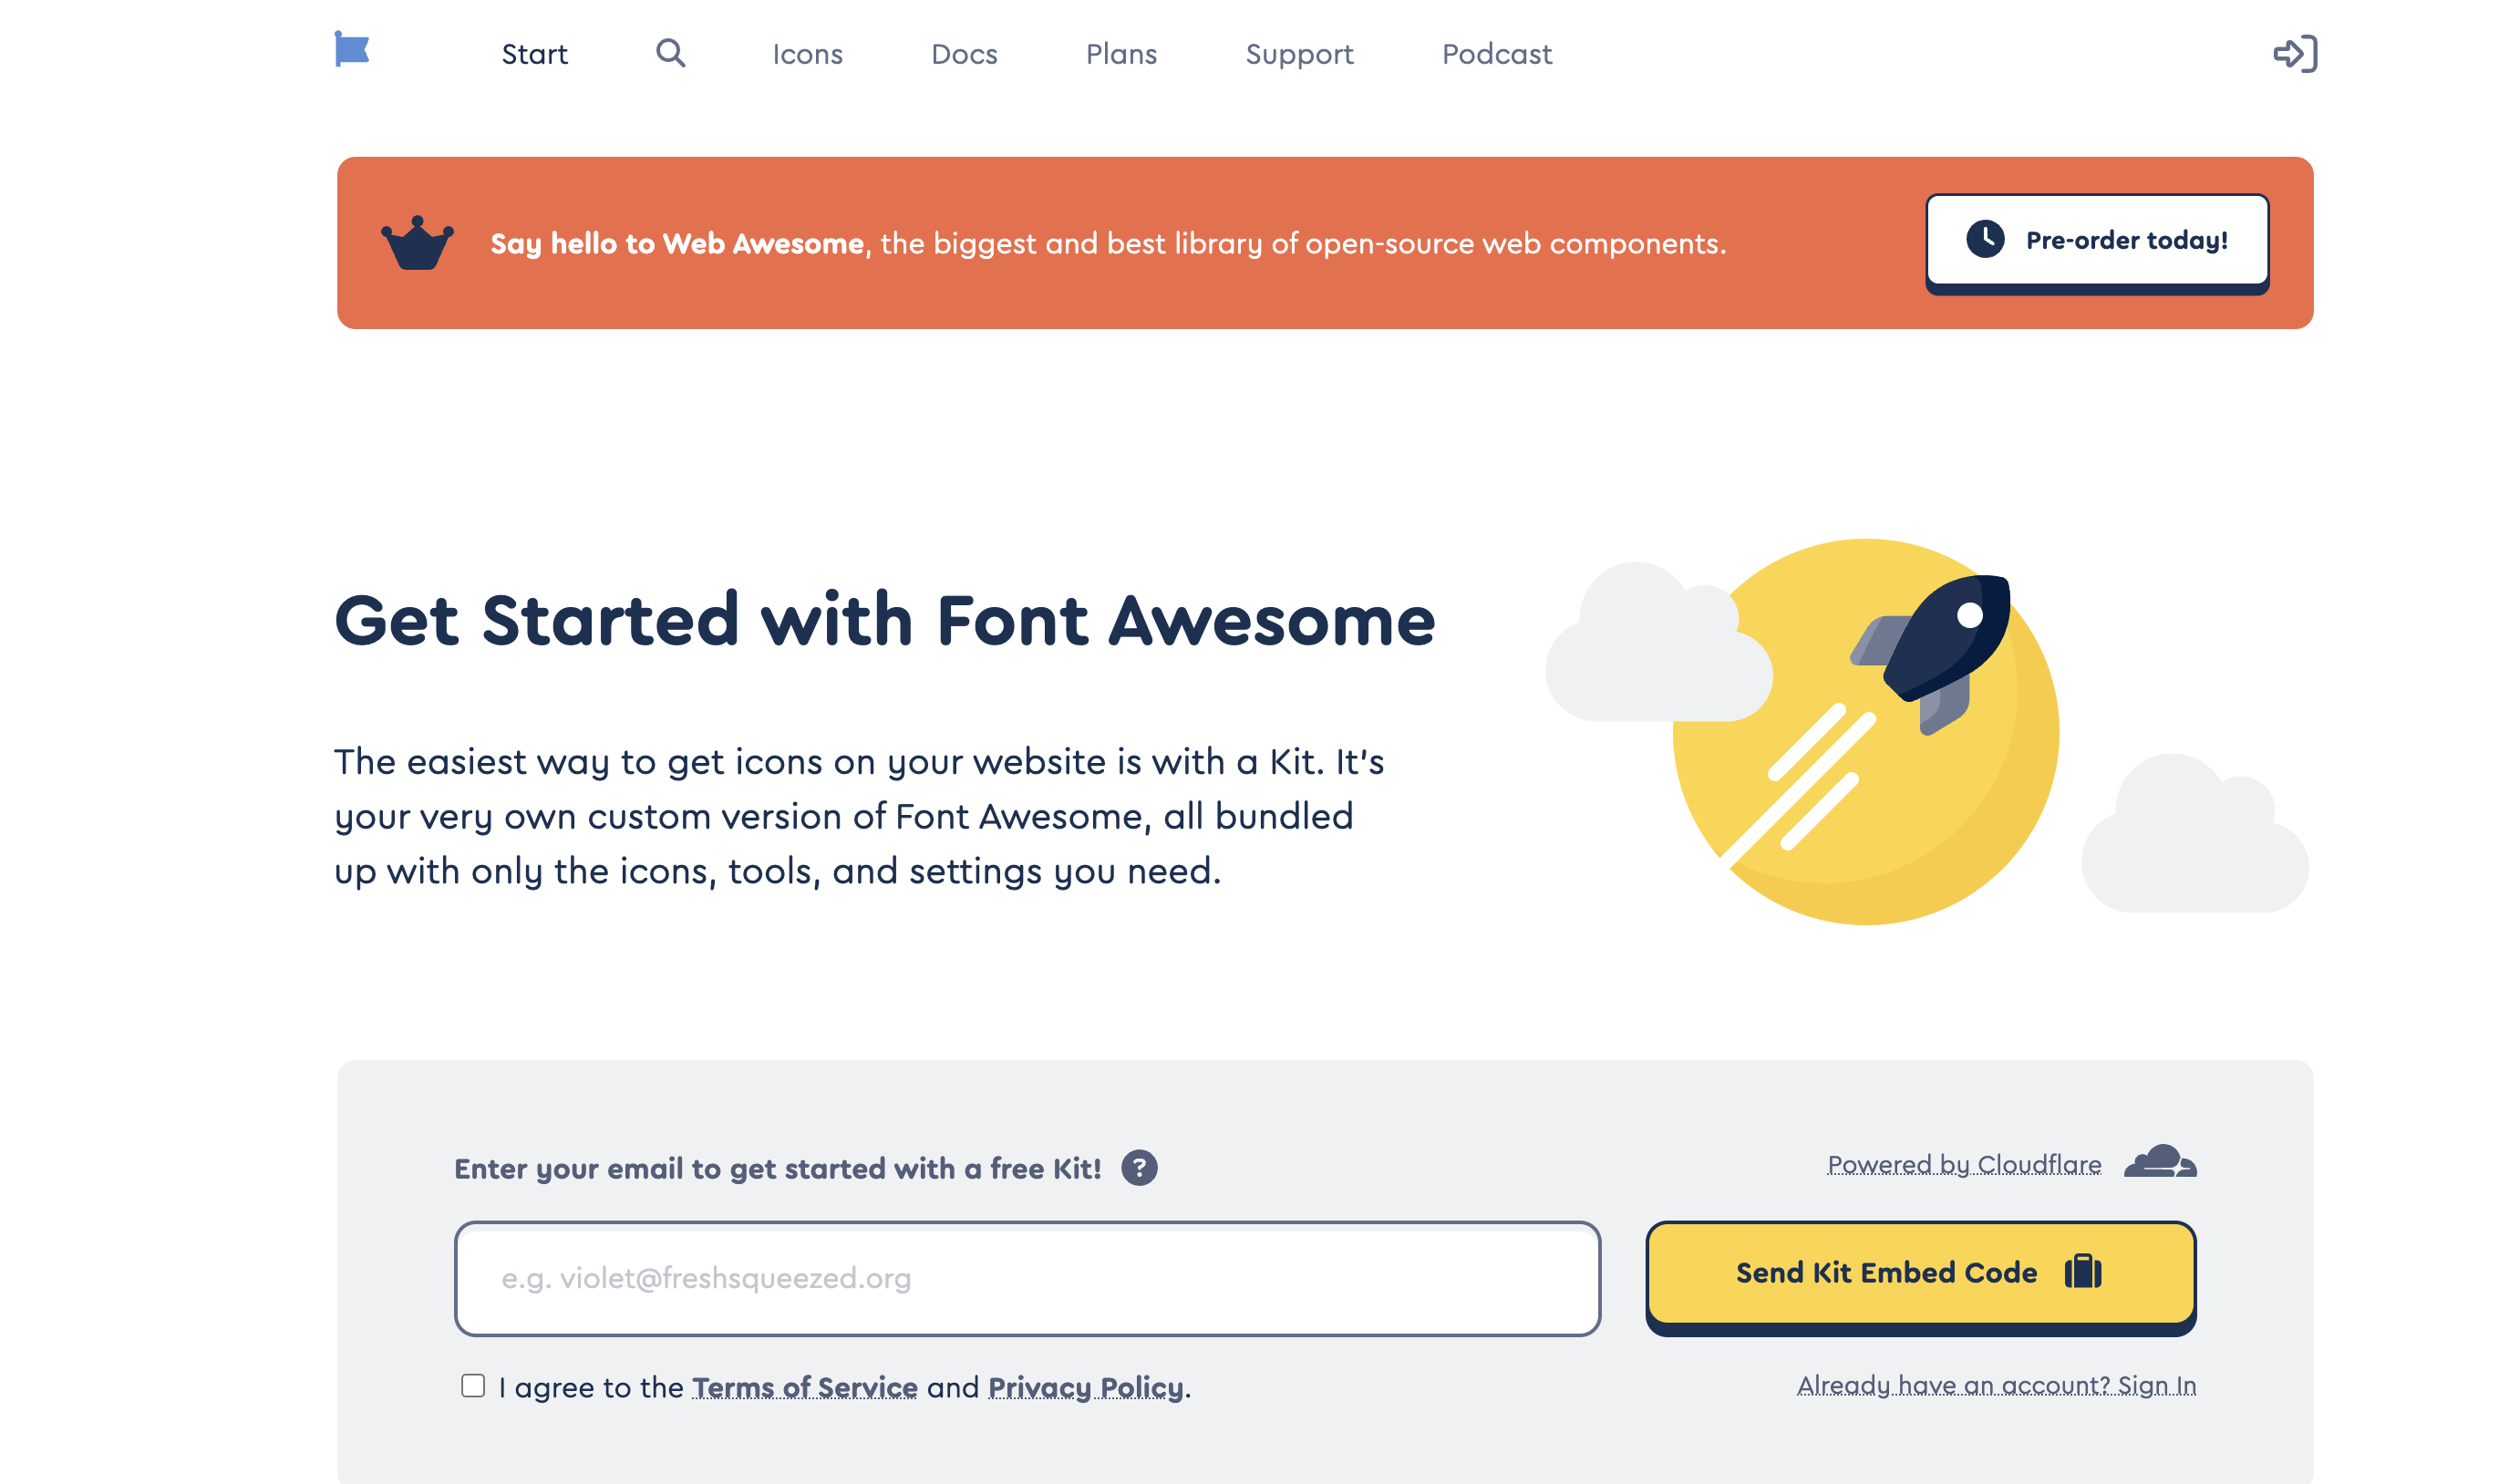 Start Icons Docs Plans Support Podcast
Say hello to Web Awesome, the biggest and best library of open-source web components.
Pre-order today!
Get Started with Font Awesome
The easiest way to get icons on your website is with a Kit. It's
your very own custom version of Font Awesome, all bundled
up with only the icons, tools, and settings you need.
Enter your email to get started with a free Kit! ?
Powered by Cloudflare
e.g. violet@freshsqueezed.org
Send Kit Embed Code
I agree to the Terms of Service and Privacy Policy.
Already have an account? Sign In